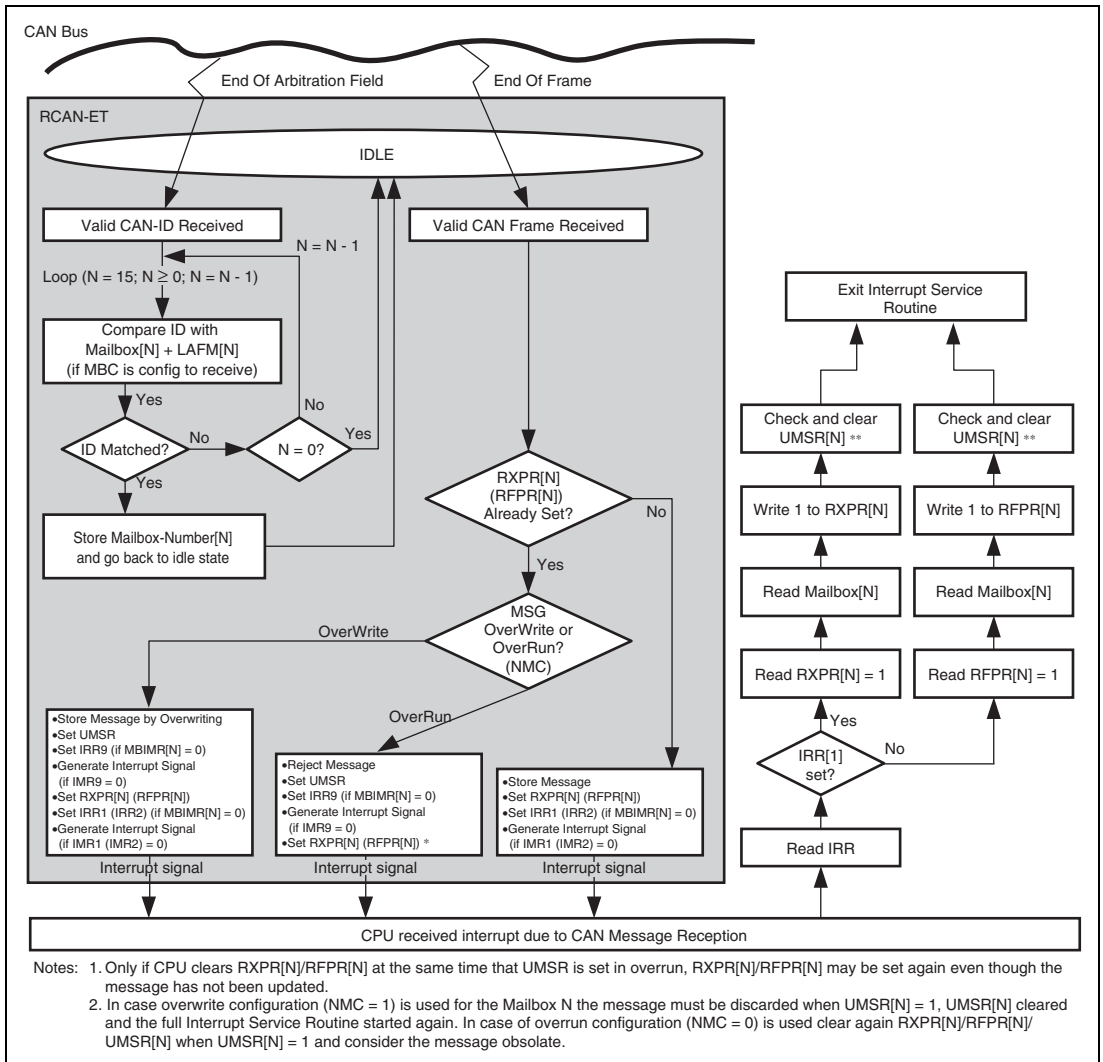 CAN Bus
End Of Arbitration Field
End Of Frame
RCAN-ET
IDLE
Valid CAN-ID Received
Valid CAN Frame Received
N = N - 1
Loop (N = 15; N ≥ 0; N = N - 1)
Compare ID with
Mailbox[N] + LAFM[N]
(if MBC is config to receive)
Yes
No
ID Matched?
No
N = 0?
Yes
Yes
Store Mailbox-Number[N]
and go back to idle state
RXPR[N]
(RFPR[N])
Already Set?
No
Yes
MSG
OverWrite or
OverRun?
(NMC)
OverWrite
OverRun
•Store Message by Overwriting
•Set UMSR
•Set IRR9 (if MBIMR[N] = 0)
•Generate Interrupt Signal
(if IMR9 = 0)
•Set RXPR[N] (RFPR[N])
•Set IRR1 (IRR2) (if MBIMR[N] = 0)
•Generate Interrupt Signal
(if IMR1 (IMR2) = 0)
•Reject Message
•Set UMSR
•Set IRR9 (if MBIMR[N] = 0)
•Generate Interrupt Signal
(if IMR9 = 0)
•Set RXPR[N] (RFPR[N]) *
•Store Message
•Set RXPR[N] (RFPR[N])
•Set IRR1 (IRR2) (if MBIMR[N] = 0)
•Generate Interrupt Signal
(if IMR1 (IMR2) = 0)
Interrupt signal
Interrupt signal
Interrupt signal
Exit Interrupt Service
Routine
Check and clear
UMSR[N] **
Check and clear
UMSR[N] **
Write 1 to RXPR[N]
Write 1 to RFPR[N]
Read Mailbox[N]
Read Mailbox[N]
Read RXPR[N] = 1
Read RFPR[N] = 1
Yes
IRR[1]
set?
No
Read IRR
CPU received interrupt due to CAN Message Reception
Notes: 1. Only if CPU clears RXPR[N]/RFPR[N] at the same time that UMSR is set in overrun, RXPR[N]/RFPR[N] may be set again even though the
message has not been updated.
2. In case overwrite configuration (NMC = 1) is used for the Mailbox N the message must be discarded when UMSR[N] = 1, UMSR[N] cleared
and the full Interrupt Service Routine started again. In case of overrun configuration (NMC = 0) is used clear again RXPR[N]/RFPR[N]/
UMSR[N] when UMSR[N] = 1 and consider the message obsolate.